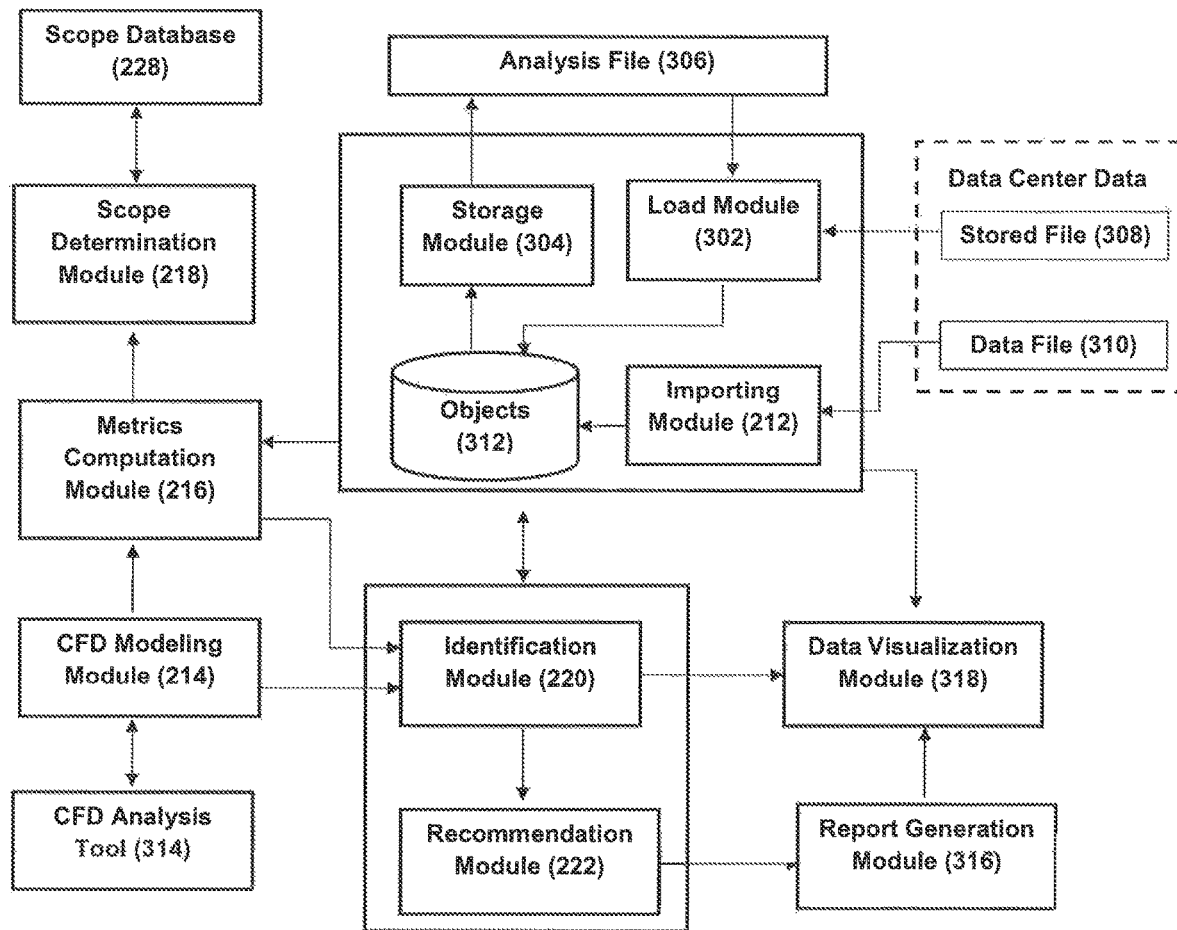 Scope Database
(228)
Analysis File (306)
Scope
Determination
Module (218)
Storage
Module (304)
Load Module
(302)
Data Center Data
Stored File (308)
Data File (310)
Metrics
Computation
Module (216)
Objects
(312)
Importing
Module (212)
CFD Modeling
Module (214)
Identification
Module (220)
Data Visualization
Module (318)
CFD Analysis
Tool (314)
Recommendation
Module (222)
Report Generation
Module (316)